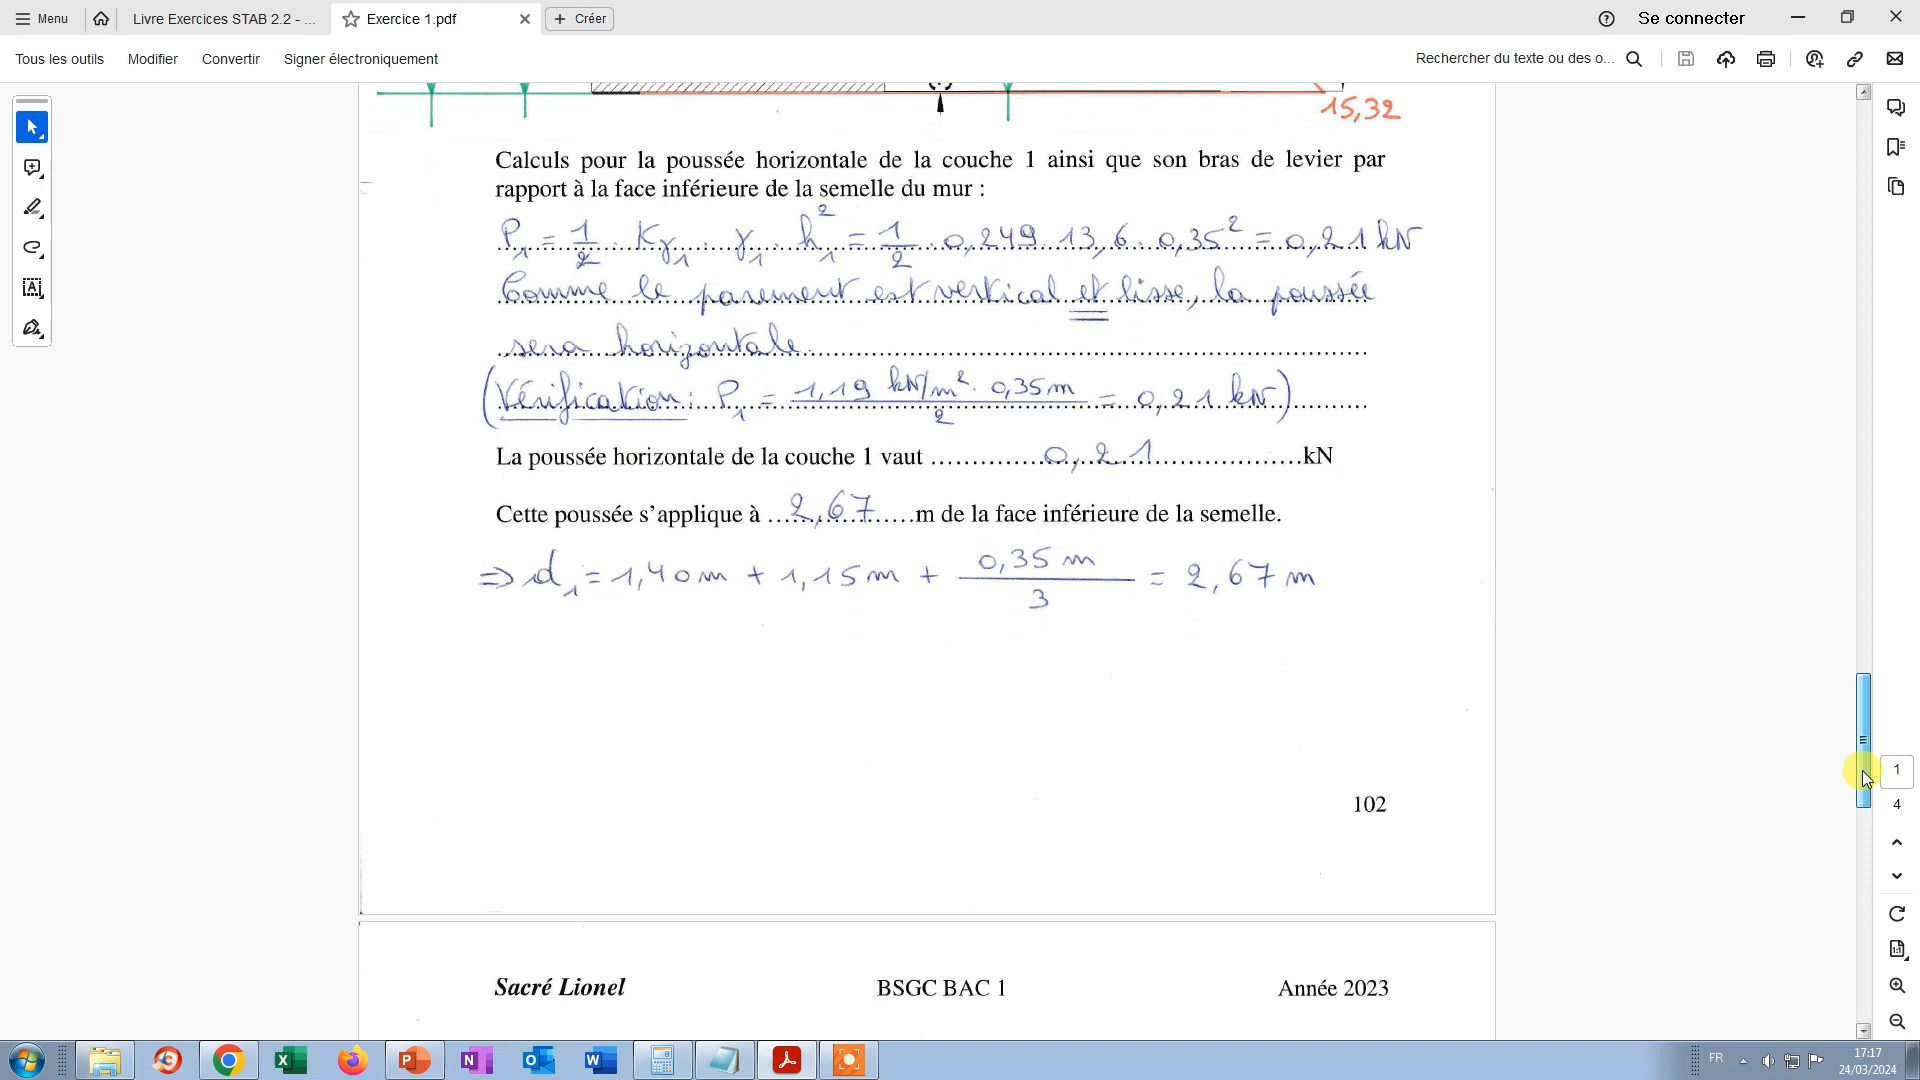 Menu
Livre Exercices STAB 2.2 - ...
Exercice 1.pdf
Créer
Se connecter
Tous les outils
Modifier
Convertir
Signer électroniquement
Rechercher du texte ou des o...
15,32
Calculs pour la poussée horizontale de la couche 1 ainsi que son bras de levier par
rapport à la face inférieure de la semelle du mur :
P₁ = 1/2 . Kγ₁ . γ₁ . h₁² = 1/2 . 0,249 . 13,6 . 0,35² = 0,21 kN
Comme le parement est vertical et lisse, la poussée
sera horizontale.
(Vérification : P₁ = 1,19 kN/m² . 0,35 m / 2 = 0,21 kN)
La poussée horizontale de la couche 1 vaut ........0,21........kN
Cette poussée s’applique à ...2,67...m de la face inférieure de la semelle.
⇒ d₁ = 1,40 m + 1,15 m + 0,35 m / 3 = 2,67 m
102
Sacré Lionel
BSGC BAC 1
Année 2023
1
4
FR
17:17
24/03/2024